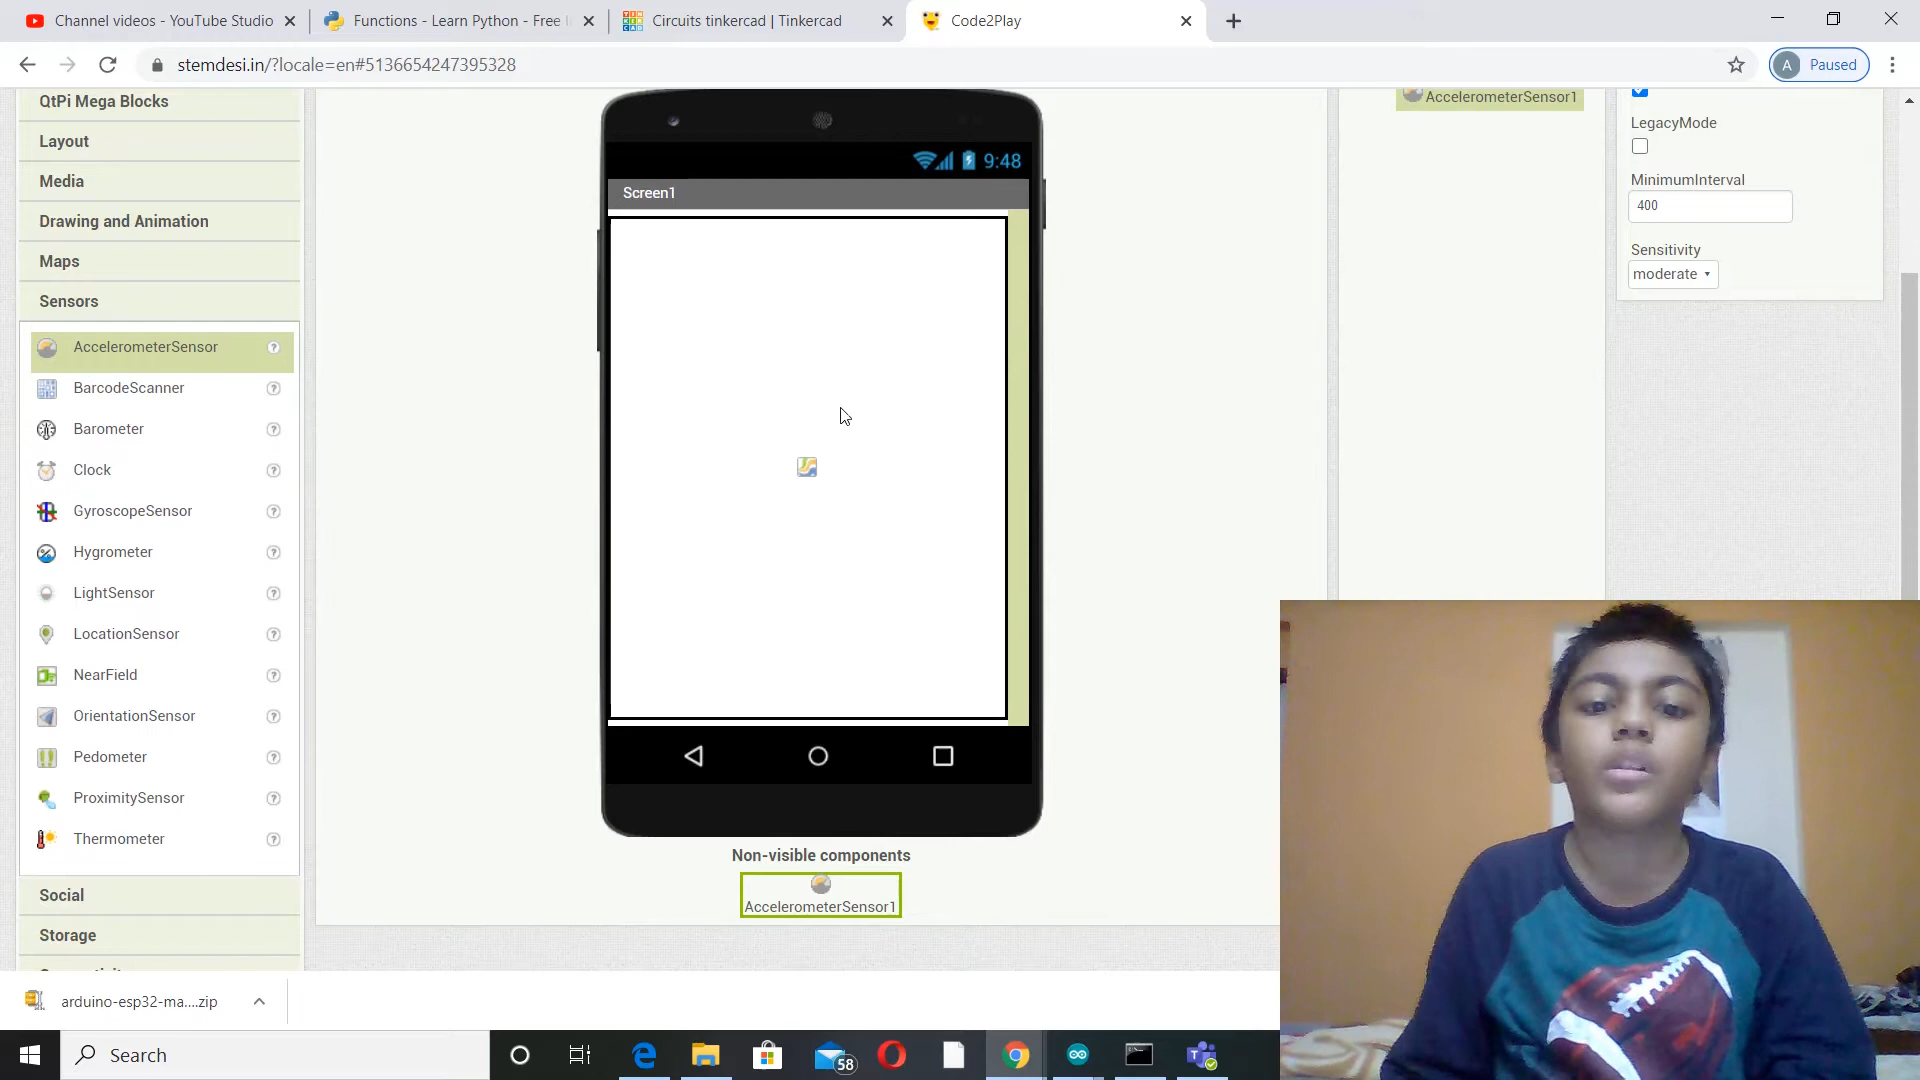 Channel videos - YouTube Studio
Functions - Learn Python - Free
Circuits tinkercad | Tinkercad
Code2Play
stemdesi.in/?locale=en#5136654247395328
A Paused
QtPi Mega Blocks
Layout
Media
Drawing and Animation
Maps
Sensors
AccelerometerSensor ?
BarcodeScanner ?
Barometer ?
Clock ?
GyroscopeSensor ?
Hygrometer ?
LightSensor ?
LocationSensor ?
NearField ?
OrientationSensor ?
Pedometer ?
ProximitySensor ?
Thermometer ?
Social
Storage
9:48
Screen1
Non-visible components
AccelerometerSensor1
AccelerometerSensor1
LegacyMode
MinimumInterval
400
Sensitivity
moderate
arduino-esp32-ma....zip
Search
58